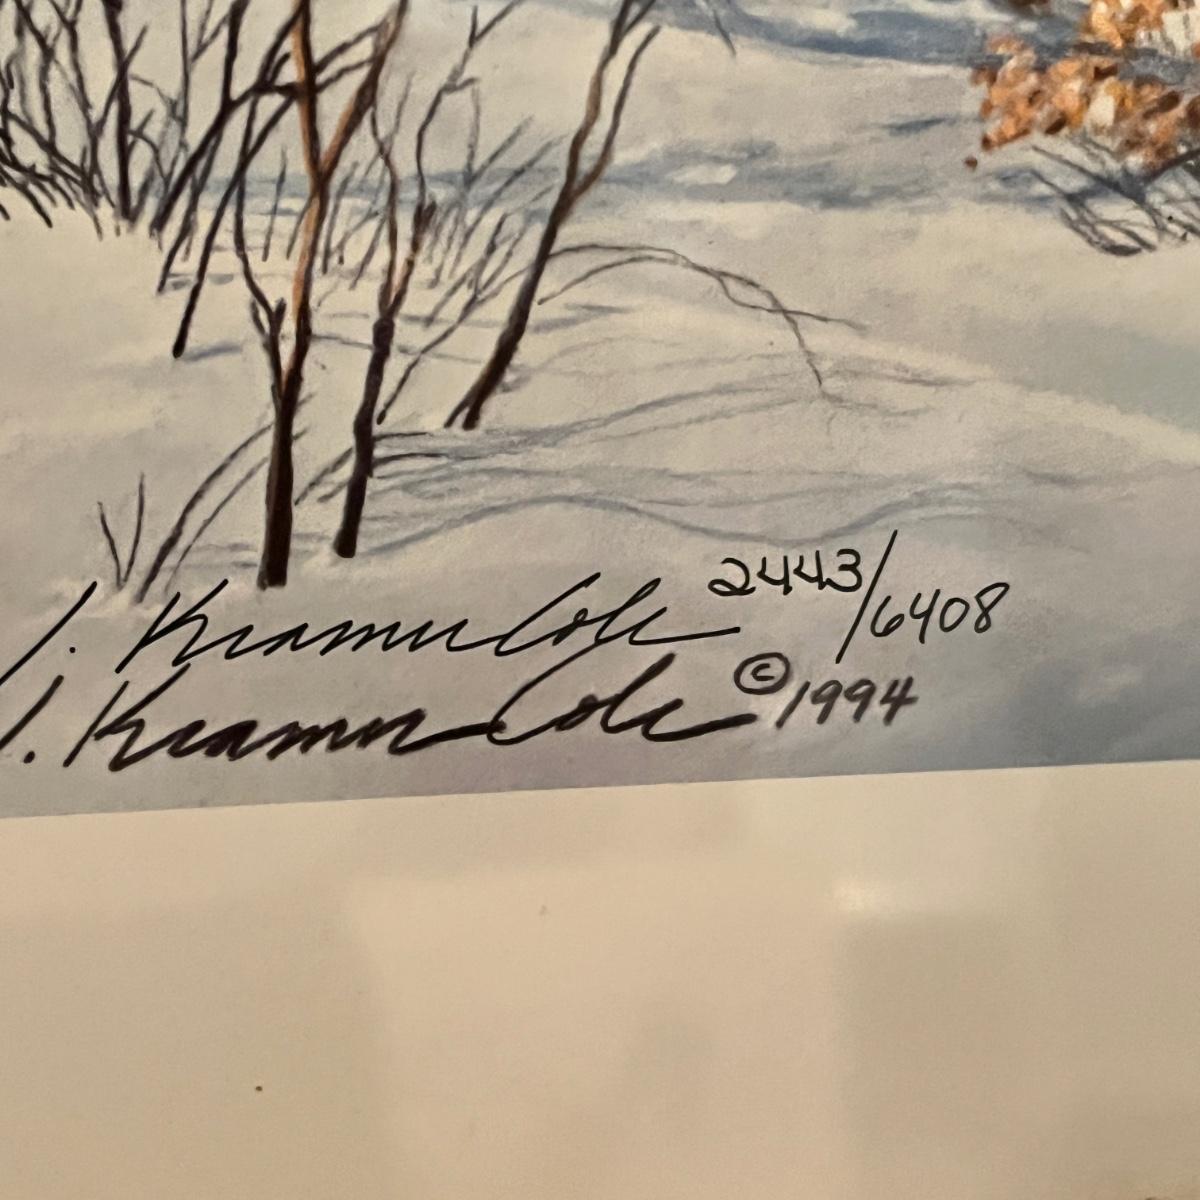 J. Kramer Cole 2443/6408
J. Kramer Cole ©1994